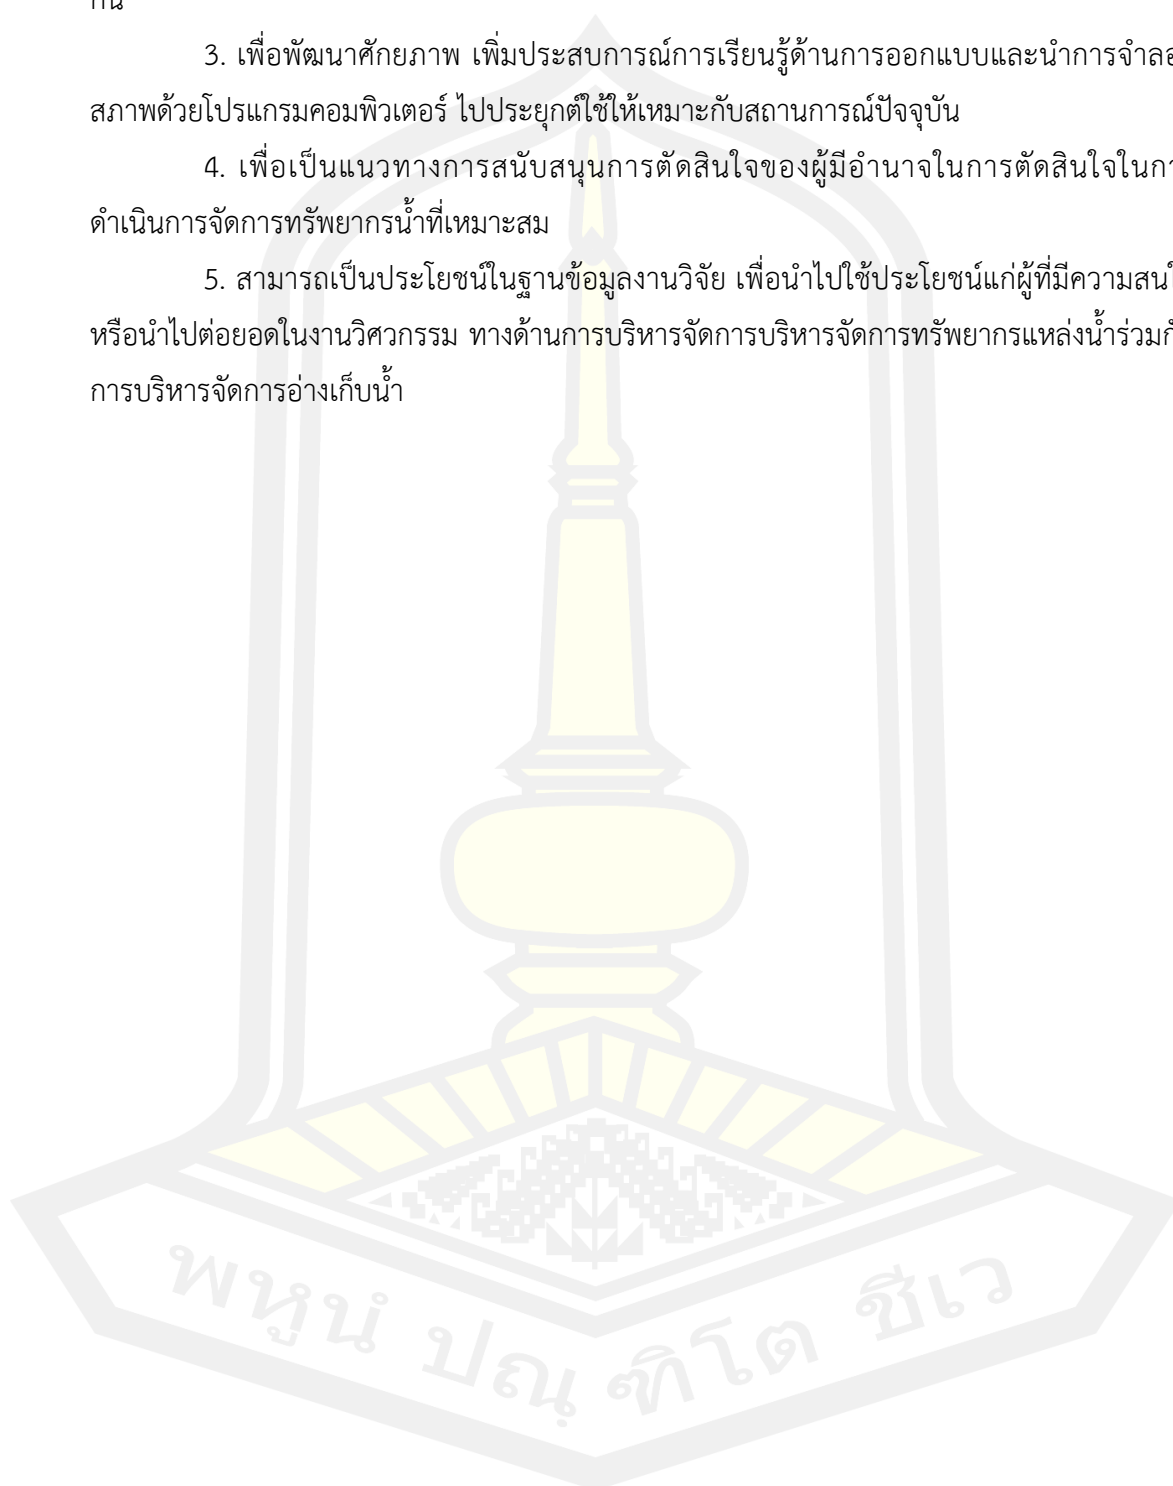 3. เพื่อพัฒนาศักยภาพ เพิ่มประสบการณ์การเรียนรู้ด้านการออกแบบและนำการจำลอ
สภาพด้วยโปรแกรมคอมพิวเตอร์ ไปประยุกต์ใช้ให้เหมาะกับสถานการณ์ปัจจุบัน
4. เพื่อเป็นแนวทางการสนับสนุนการตัดสินใจของผู้มีอำนาจในการตัดสินใจในกา
ดำเนินการจัดการทรัพยากรน้ำที่เหมาะสม
5. สามารถเป็นประโยชน์ในฐานข้อมูลงานวิจัย เพื่อนำไปใช้ประโยชน์แก่ผู้ที่มีความสนใ
หรือนำไปต่อยอดในงานวิศวกรรม ทางด้านการบริหารจัดการบริหารจัดการทรัพยากรแหล่งน้ำร่วมกั
การบริหารจัดการอ่างเก็บน้ำ
พหูนํ ปณฺฑิโต ชีเว